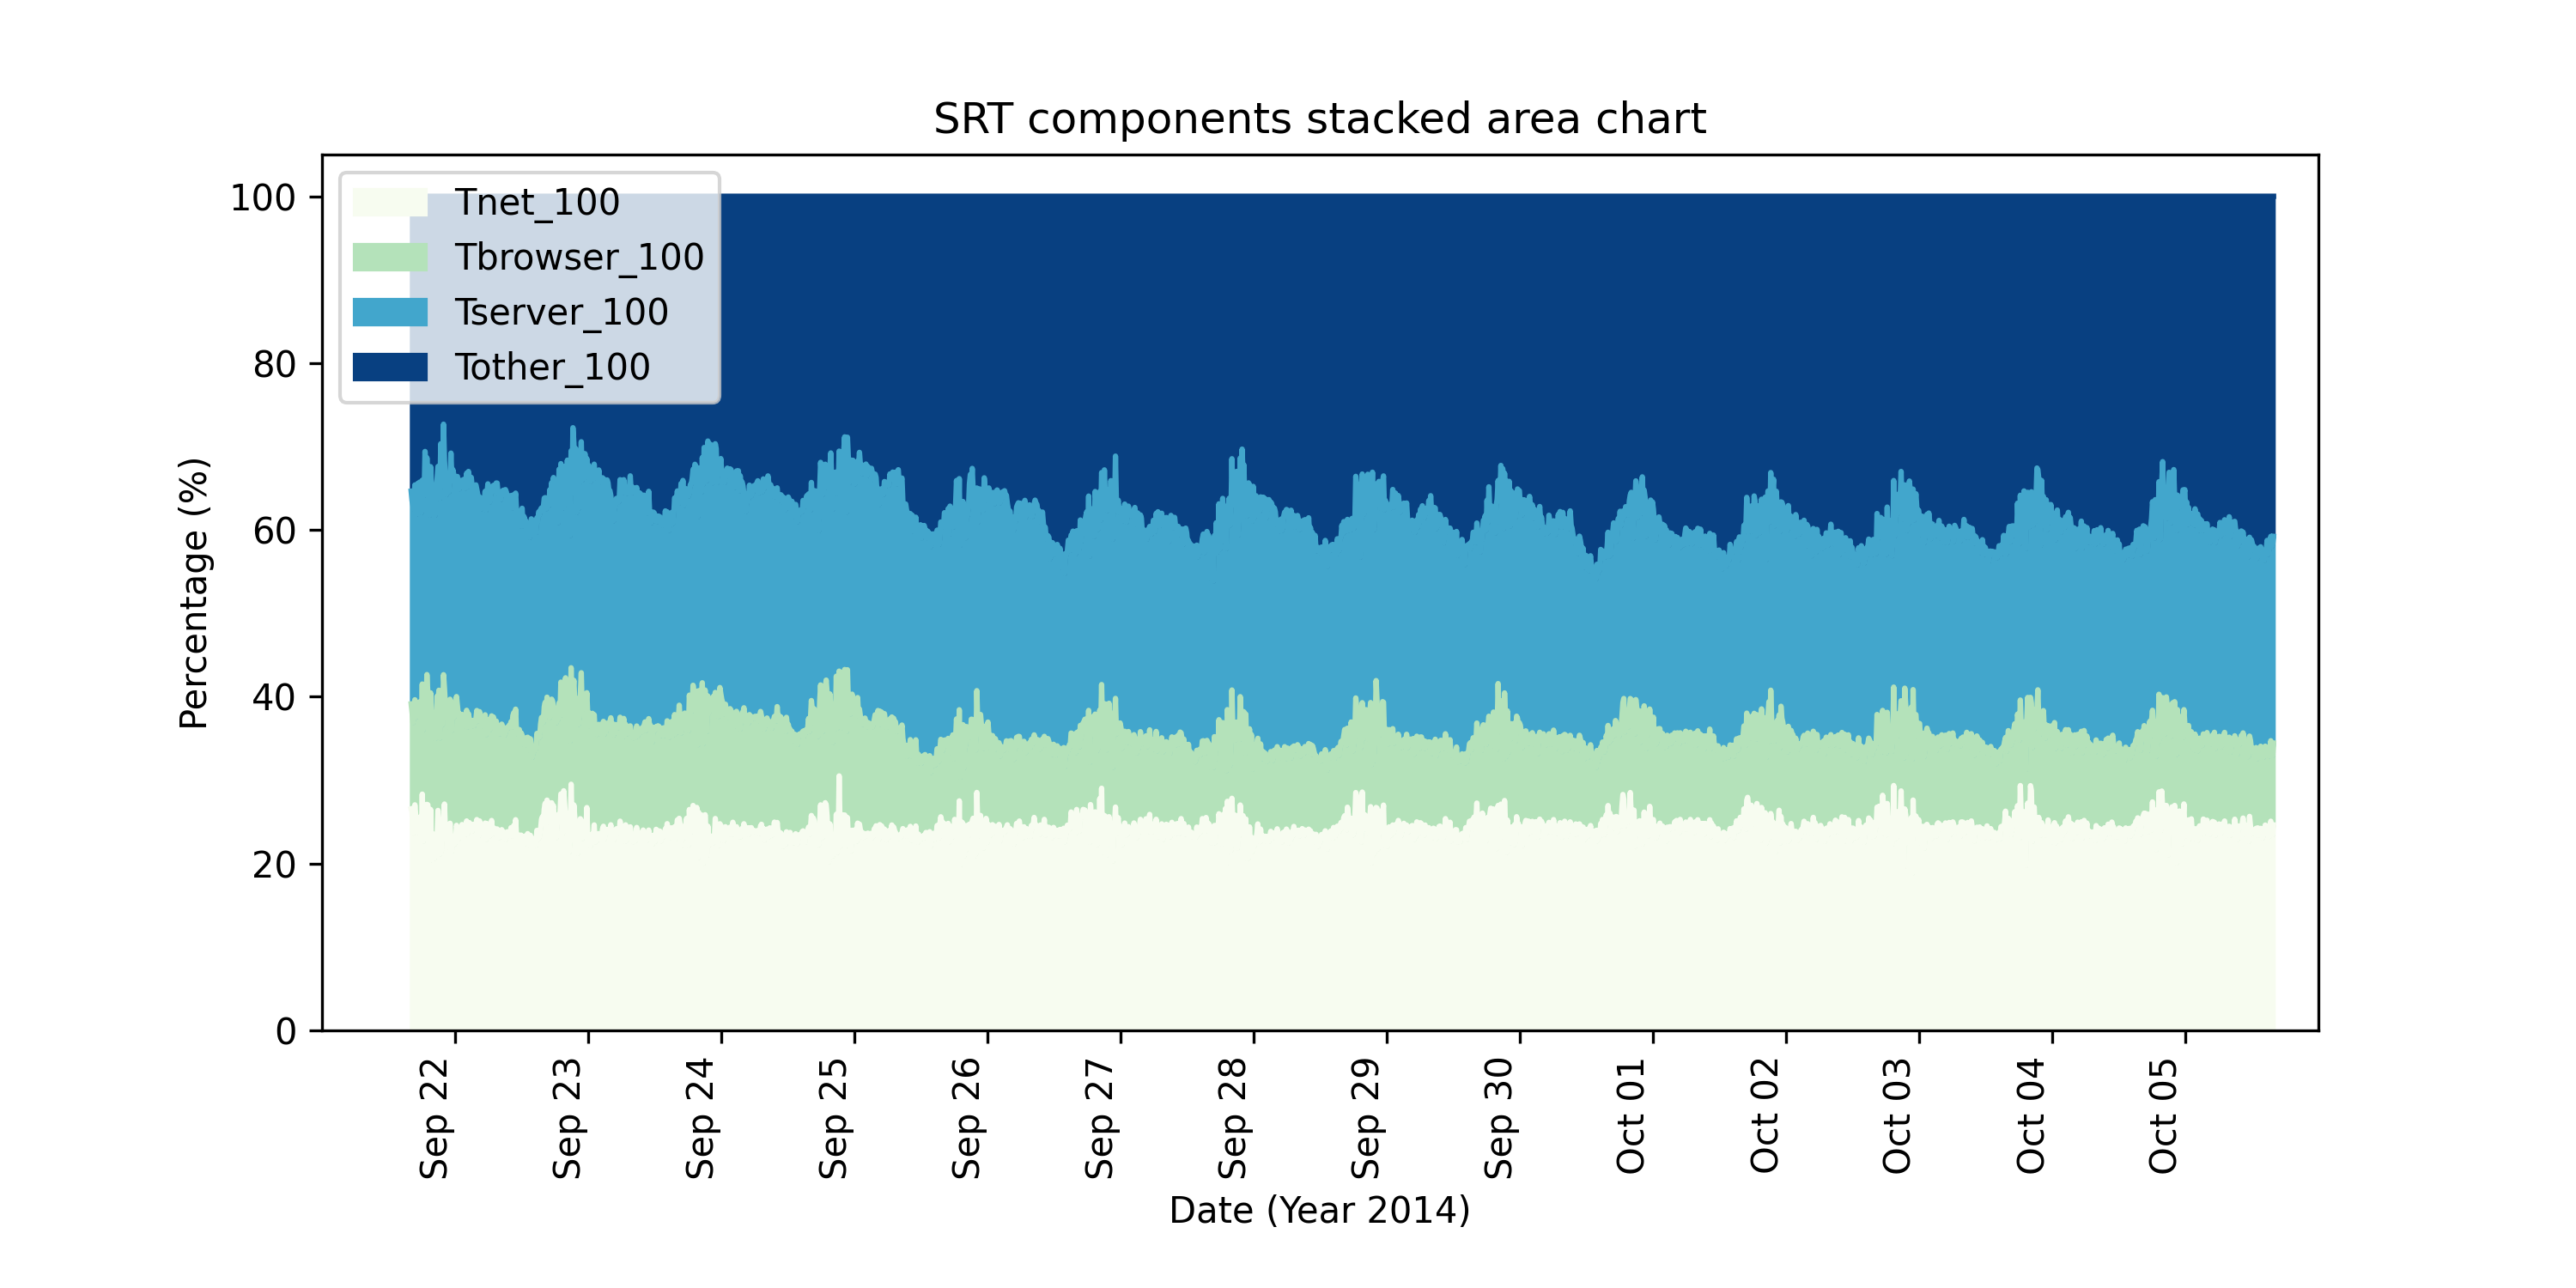 SRT components stacked area chart
Tnet_100
Tbrowser_100
Tserver_100
Tother_100
Percentage (%)
100
80
60
40
20
0
Sep 22
Sep 23
Sep 24
Sep 25
Sep 26
Sep 27
Sep 28
Sep 29
Sep 30
Oct 01
Oct 02
Oct 03
Oct 04
Oct 05
Date (Year 2014)